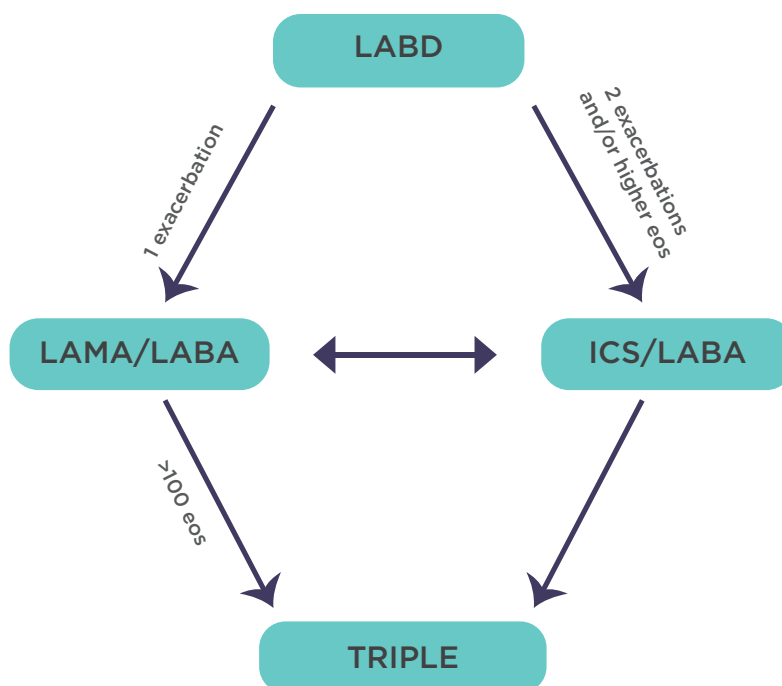 LABD
1 exacerbation
2 exacerbations
and/or higher eos
LAMA/LABA
ICS/LABA
>100 eos
TRIPLE